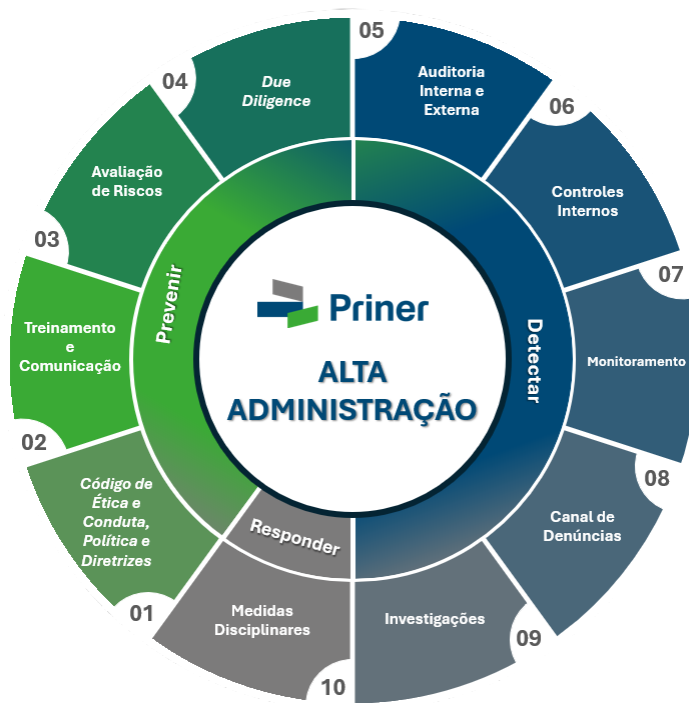 Priner
ALTA
ADMINISTRAÇÃO
Prevenir
Detectar
Responder
01
Código de
Ética e
Conduta,
Política e
Diretrizes
02
Treinamento
e
Comunicação
03
Avaliação
de Riscos
04
Due
Diligence
05
Auditoria
Interna e
Externa
06
Controles
Internos
07
Monitoramento
08
Canal de
Denúncias
09
Investigações
10
Medidas
Disciplinares